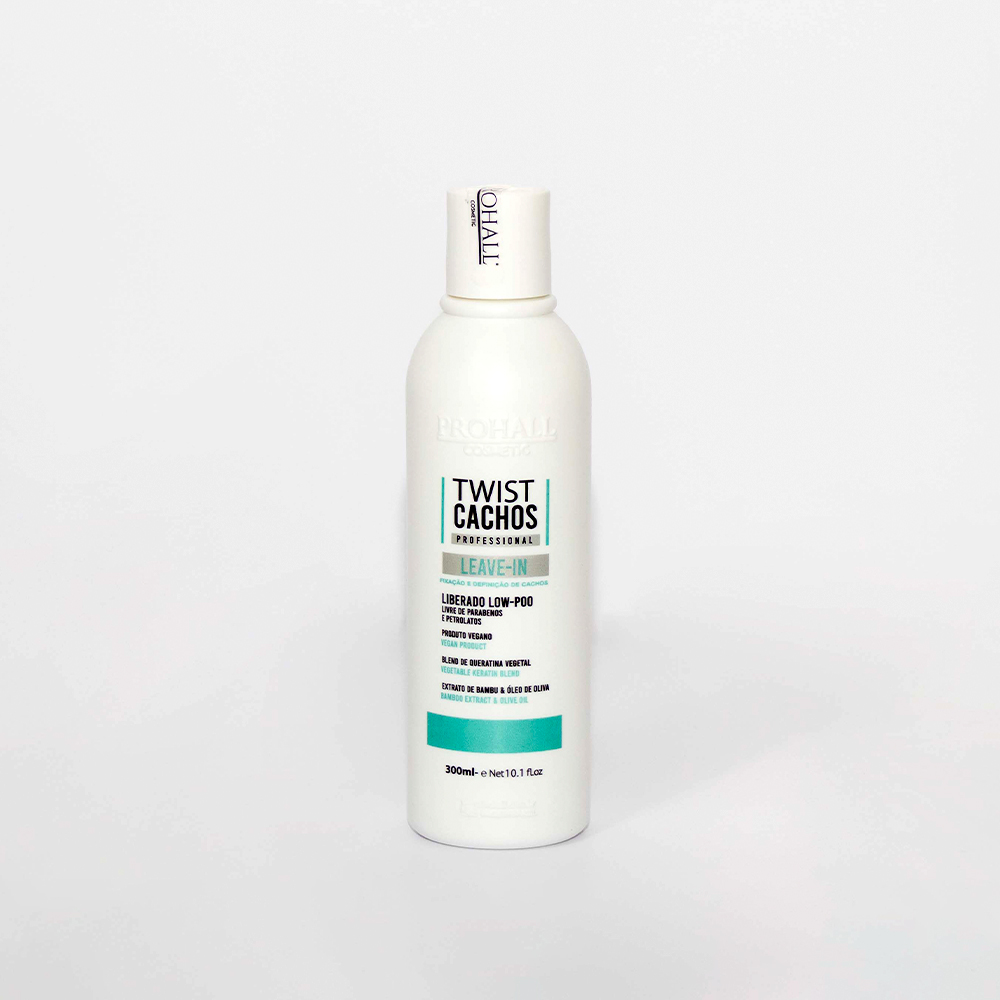 ROHALL
COSMETIC
PROHALL
COSMETIC
TWIST
CACHOS
PROFESSIONAL
LEAVE-IN
FIXAÇÃO E DEFINIÇÃO DE CACHOS
LIBERADO LOW-POO
LIVRE DE PARABENOS
E PETROLATOS
PRODUTO VEGANO
VEGAN PRODUCT
BLEND DE QUERATINA VEGETAL
VEGETABLE KERATIN BLEND
EXTRATO DE BAMBU & ÓLEO DE OLIVA
BAMBOO EXTRACT & OLIVE OIL
300ml- e Net 10.1 fl.oz